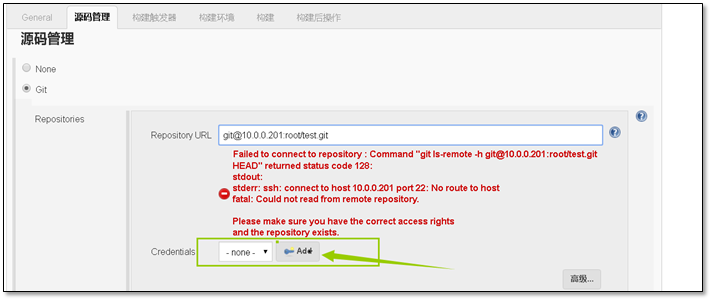 General 源码管理 构建触发器 构建环境 构建 构建后操作
源码管理
None
Git
Repositories
Repository URL git@10.0.0.201:root/test.git
Failed to connect to repository : Command "git ls-remote -h git@10.0.0.201:root/test.git
HEAD" returned status code 128:
stdout:
stderr: ssh: connect to host 10.0.0.201 port 22: No route to host
fatal: Could not read from remote repository.
Please make sure you have the correct access rights
and the repository exists.
Credentials - none - Add
高级...